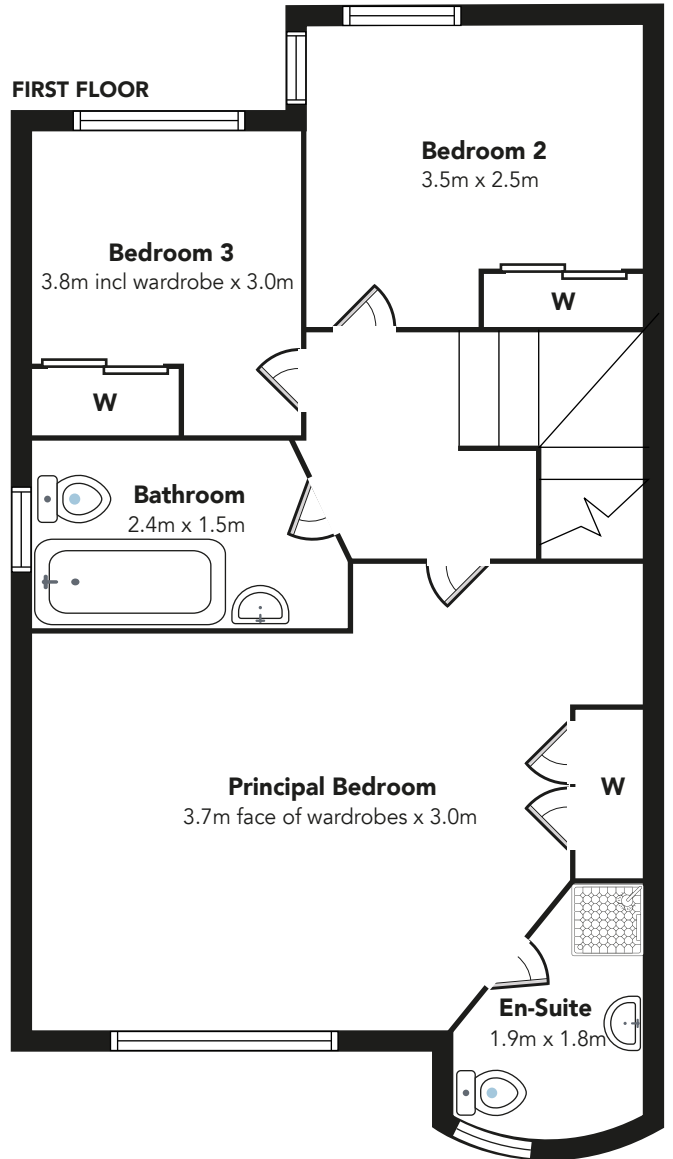 FIRST FLOOR
Bedroom 2
3.5m x 2.5m
W
Bedroom 3
3.8m incl wardrobe x 3.0m
W
Bathroom
2.4m x 1.5m
Principal Bedroom
3.7m face of wardrobes x 3.0m
W
En-Suite
1.9m x 1.8m